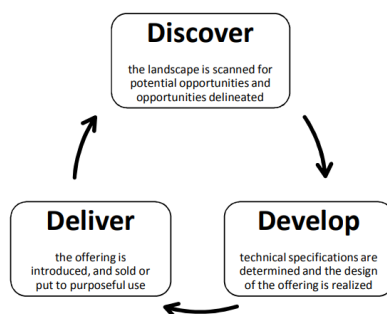 Discover
the landscape is scanned for
potential opportunities and
opportunities delineated
Deliver
the offering is
introduced, and sold or
put to purposeful use
Develop
technical specifications are
determined and the design
of the offering is realized